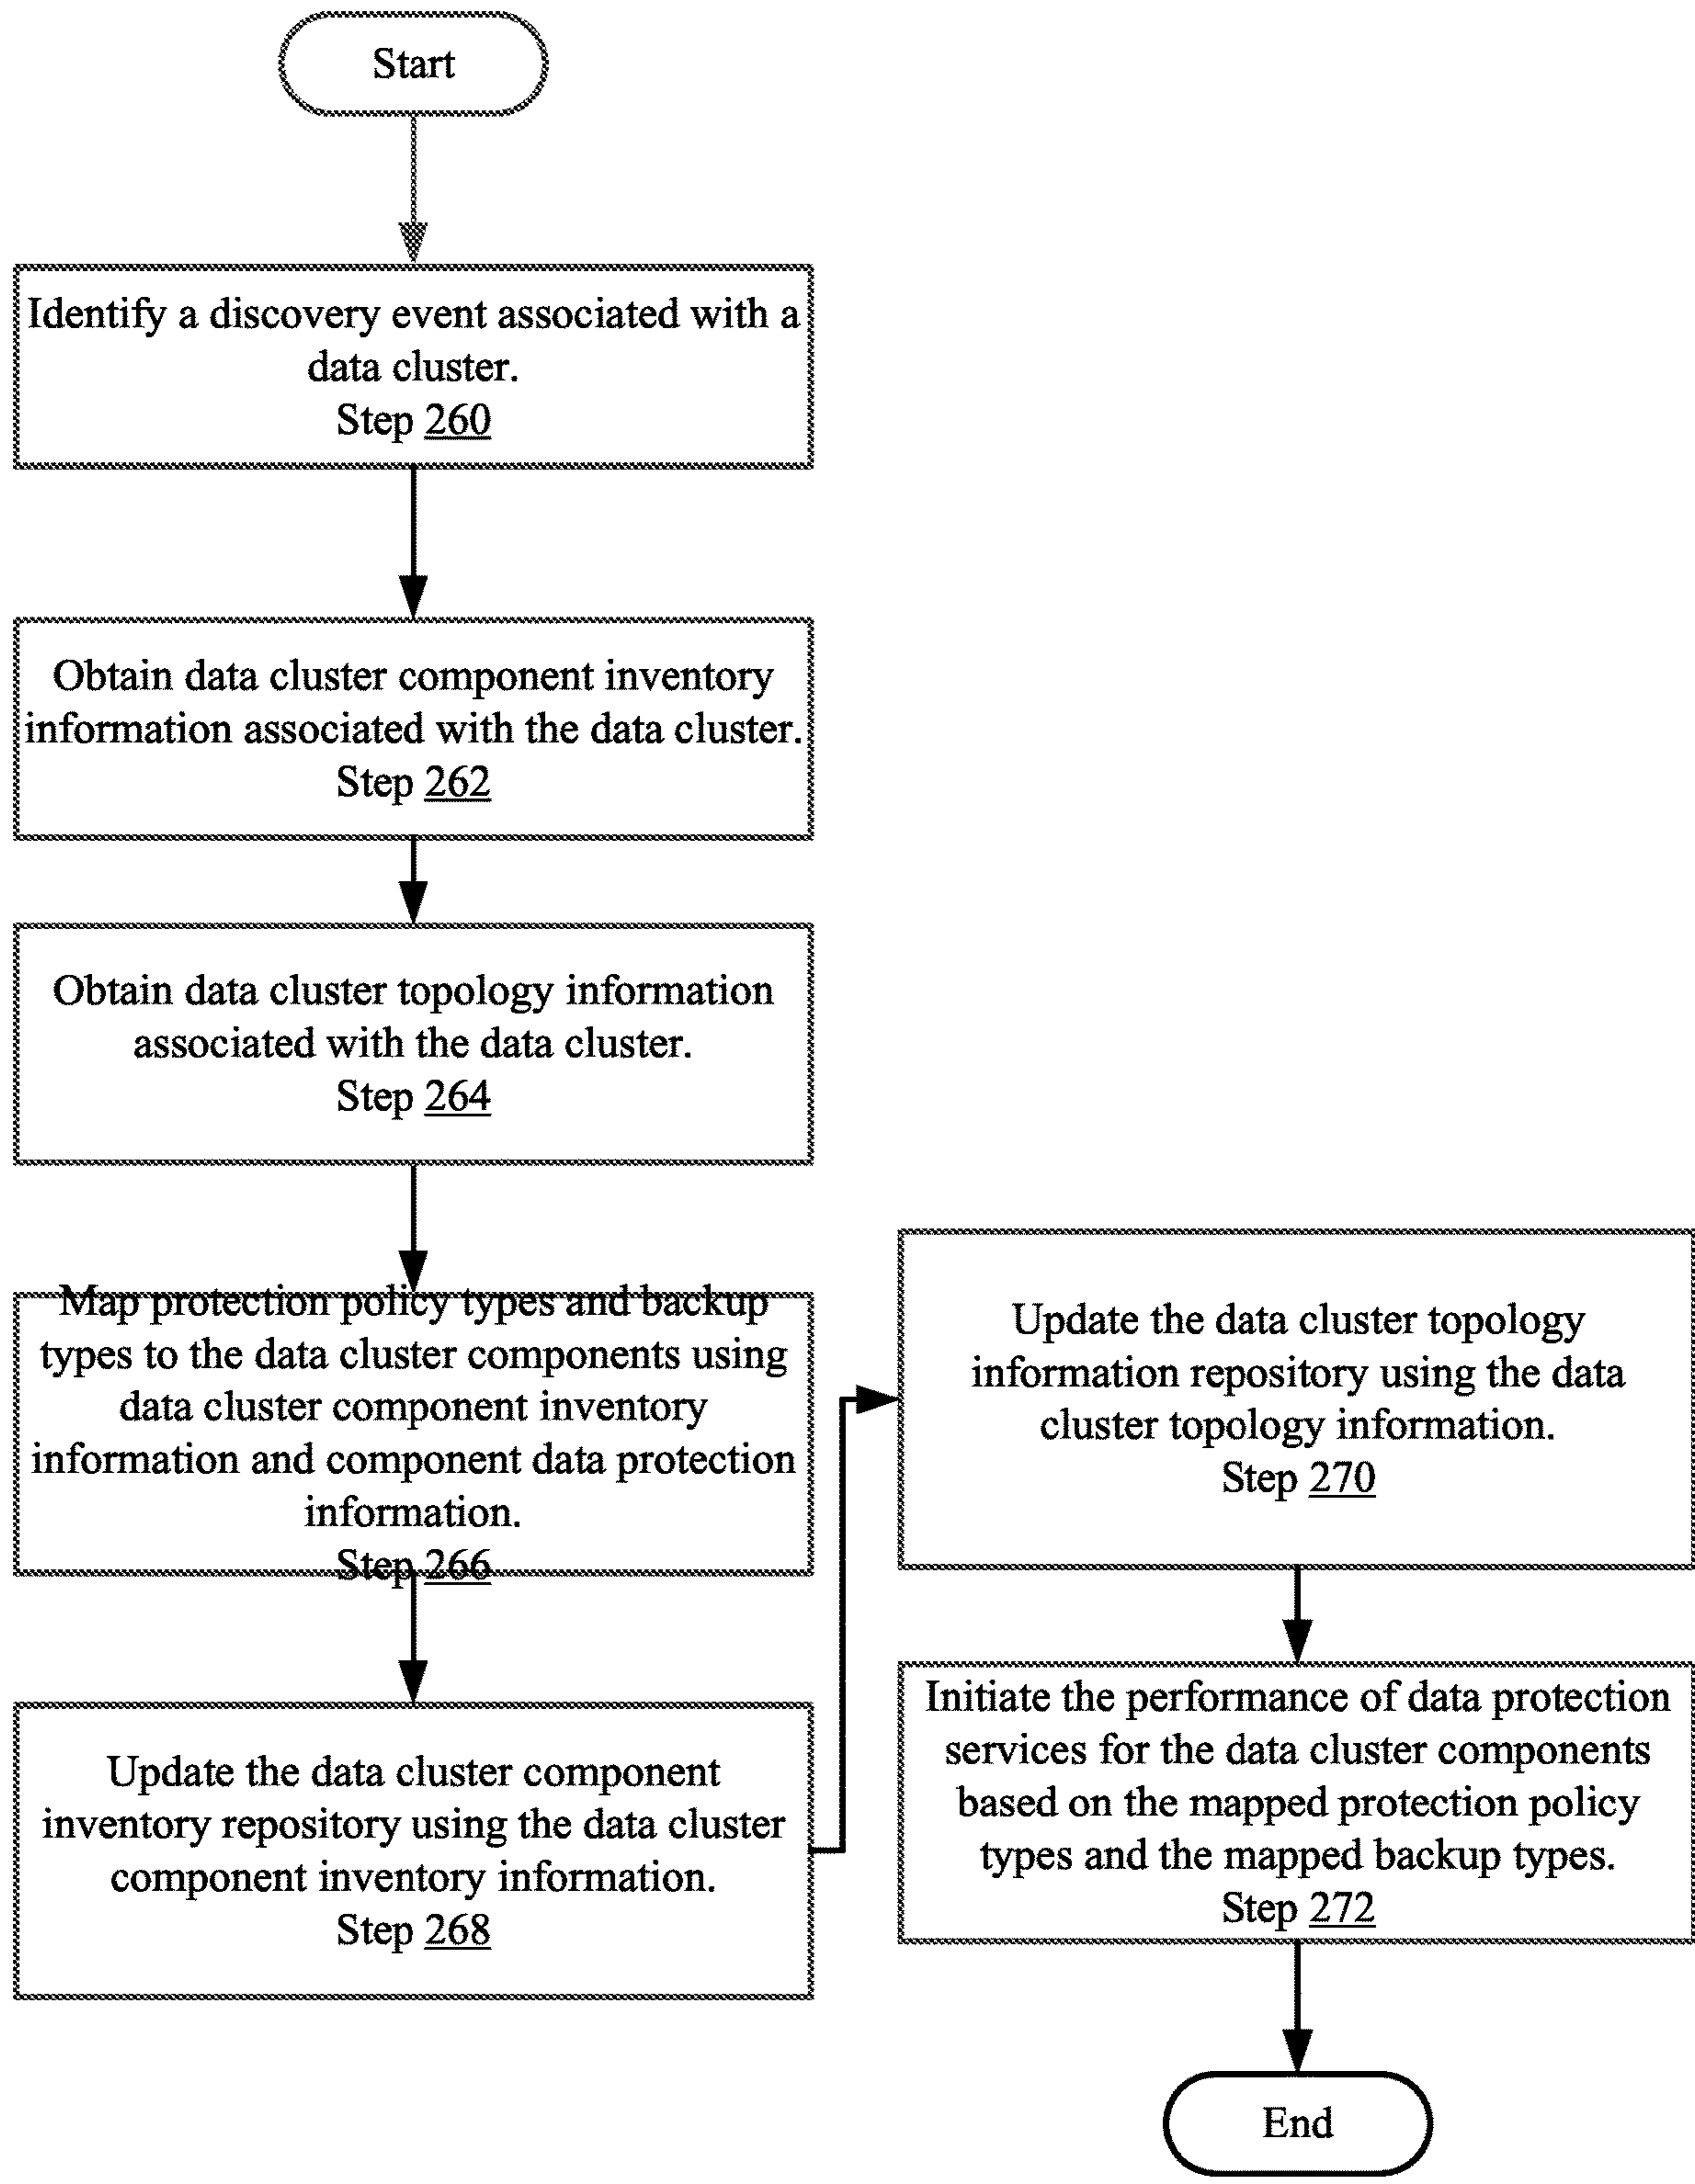 Start
Identify a discovery event associated with a
data cluster.
Step 260
Obtain data cluster component inventory
information associated with the data cluster.
Step 262
Obtain data cluster topology information
associated with the data cluster.
Step 264
Map protection policy types and backup
types to the data cluster components using
data cluster component inventory
information and component data protection
information.
Step 266
Update the data cluster component
inventory repository using the data cluster
component inventory information.
Step 268
Update the data cluster topology
information repository using the data
cluster topology information.
Step 270
Initiate the performance of data protection
services for the data cluster components
based on the mapped protection policy
types and the mapped backup types.
Step 272
End